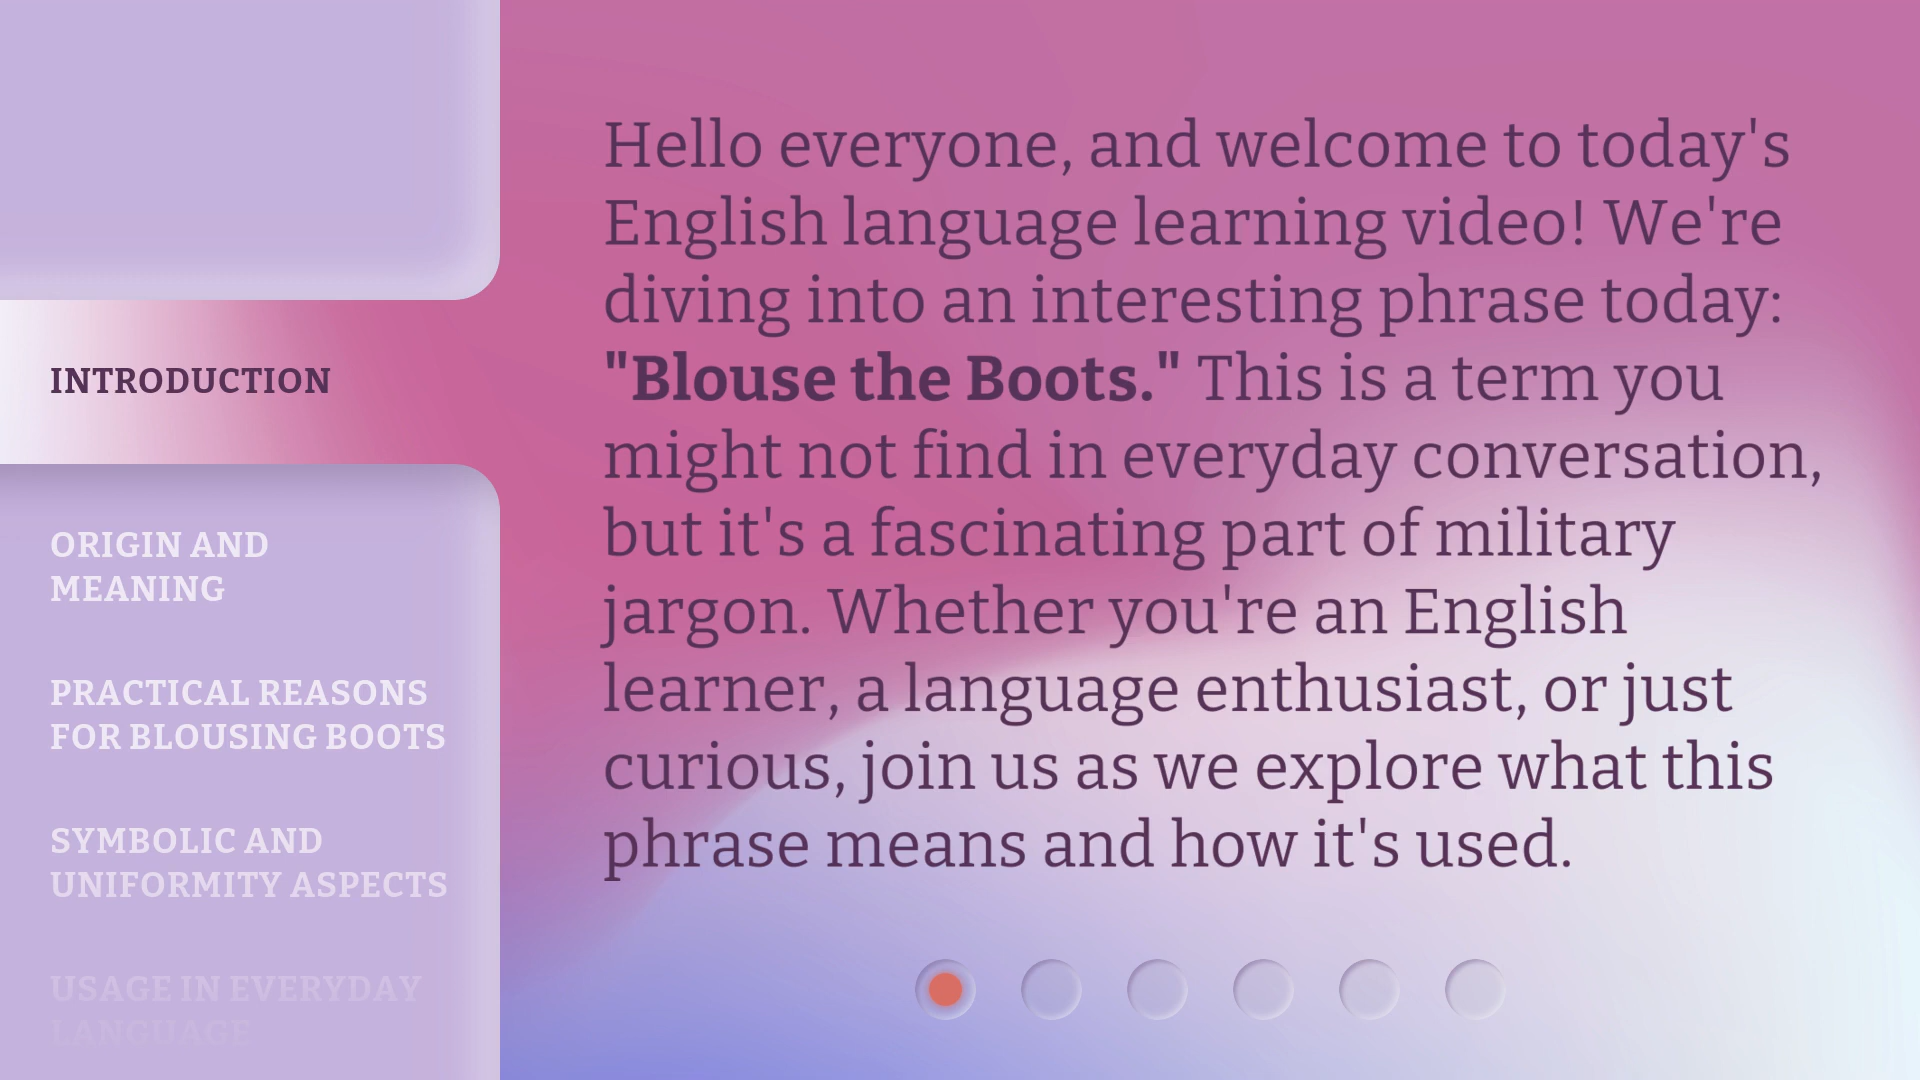 INTRODUCTION
ORIGIN AND
MEANING
PRACTICAL REASONS
FOR BLOUSING BOOTS
SYMBOLIC AND
UNIFORMITY ASPECTS
USAGE IN EVERYDAY
LANGUAGE
Hello everyone, and welcome to today's
English language learning video! We're
diving into an interesting phrase today:
"Blouse the Boots." This is a term you
might not find in everyday conversation,
but it's a fascinating part of military
jargon. Whether you're an English
learner, a language enthusiast, or just
curious, join us as we explore what this
phrase means and how it's used.